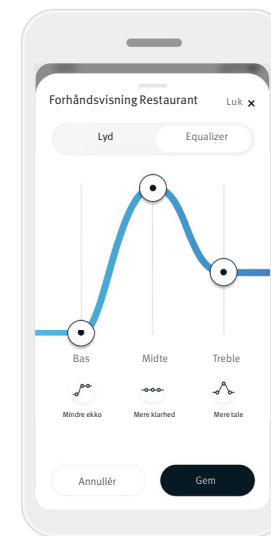 Forhåndsvisning Restaurant Luk ×
Lyd Equalizer
Bas Midte Treble
Mindre ekko Mere klarhed Mere tale
Annullér Gem